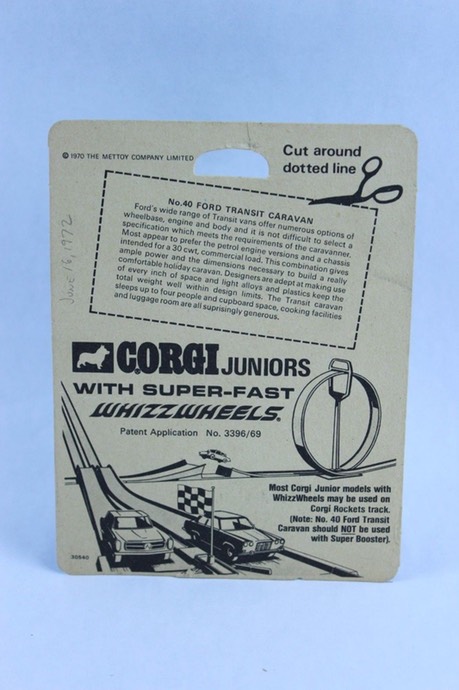 © 1970 THE METTOY COMPANY LIMITED
Cut around
dotted line
No.40 FORD TRANSIT CARAVAN
Ford's wide range of Transit vans offer numerous options of
wheelbase, engine and body and it is not difficult to select a
specification which meets the requirements of the caravanner.
Most appear to prefer the petrol engine versions and a chassis
intended for a 30 cwt. commercial load. This combination gives
ample power and the dimensions necessary to build a really
comfortable holiday caravan. Designers are adept at making use
of every inch of space and light alloys and plastics keep the
total weight well within design limits. The Transit caravan
sleeps up to four people and cupboard space, cooking facilities
and luggage room are all suprisingly generous.
June 16, 1972
CORGI JUNIORS
WITH SUPER-FAST
WHIZZWHEELS.
Patent Application No. 3396/69
Most Corgi Junior models with
WhizzWheels may be used on
Corgi Rockets track.
(Note: No. 40 Ford Transit
Caravan should NOT be used
with Super Booster).